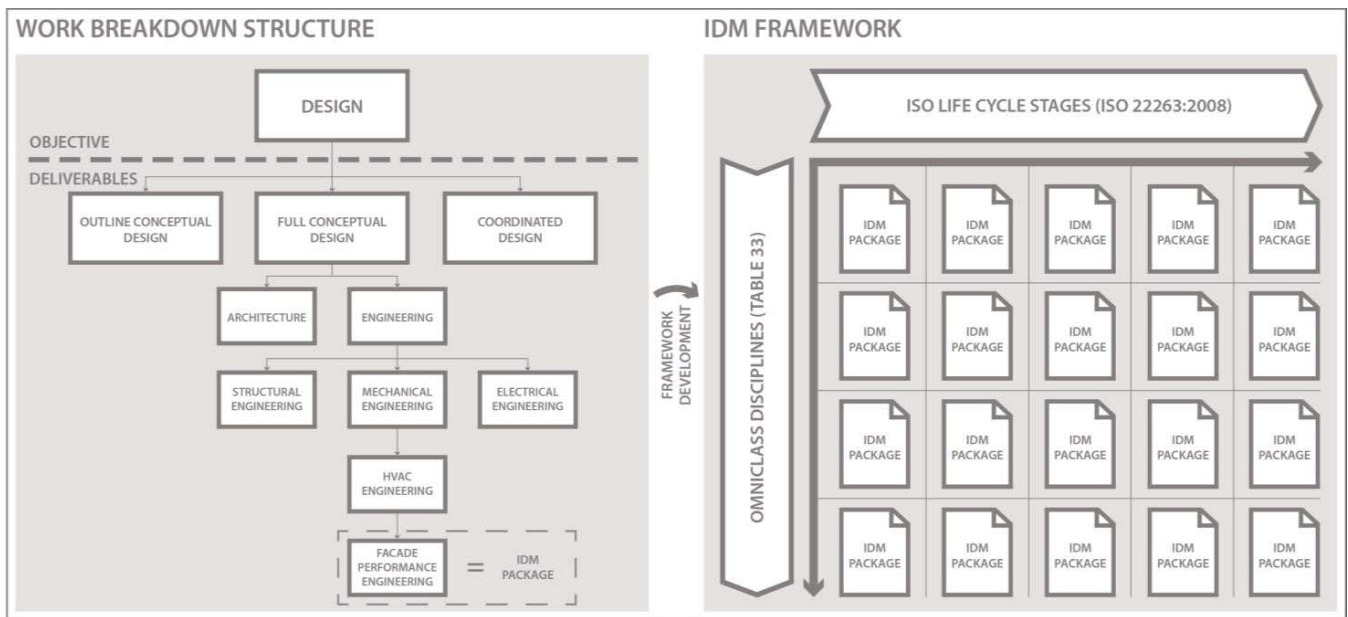 WORK BREAKDOWN STRUCTURE
DESIGN
OBJECTIVE
DELIVERABLES
OUTLINE CONCEPTUAL
DESIGN
FULL CONCEPTUAL
DESIGN
COORDINATED
DESIGN
ARCHITECTURE
ENGINEERING
STRUCTURAL
ENGINEERING
MECHANICAL
ENGINEERING
ELECTRICAL
ENGINEERING
HVAC
ENGINEERING
FACADE
PERFORMANCE
ENGINEERING
=
IDM
PACKAGE
FRAMEWORK
DEVELOPMENT
IDM FRAMEWORK
ISO LIFE CYCLE STAGES (ISO 22263:2008)
OMNICLASS DISCIPLINES (TABLE 33)
IDM
PACKAGE
IDM
PACKAGE
IDM
PACKAGE
IDM
PACKAGE
IDM
PACKAGE
IDM
PACKAGE
IDM
PACKAGE
IDM
PACKAGE
IDM
PACKAGE
IDM
PACKAGE
IDM
PACKAGE
IDM
PACKAGE
IDM
PACKAGE
IDM
PACKAGE
IDM
PACKAGE
IDM
PACKAGE
IDM
PACKAGE
IDM
PACKAGE
IDM
PACKAGE
IDM
PACKAGE